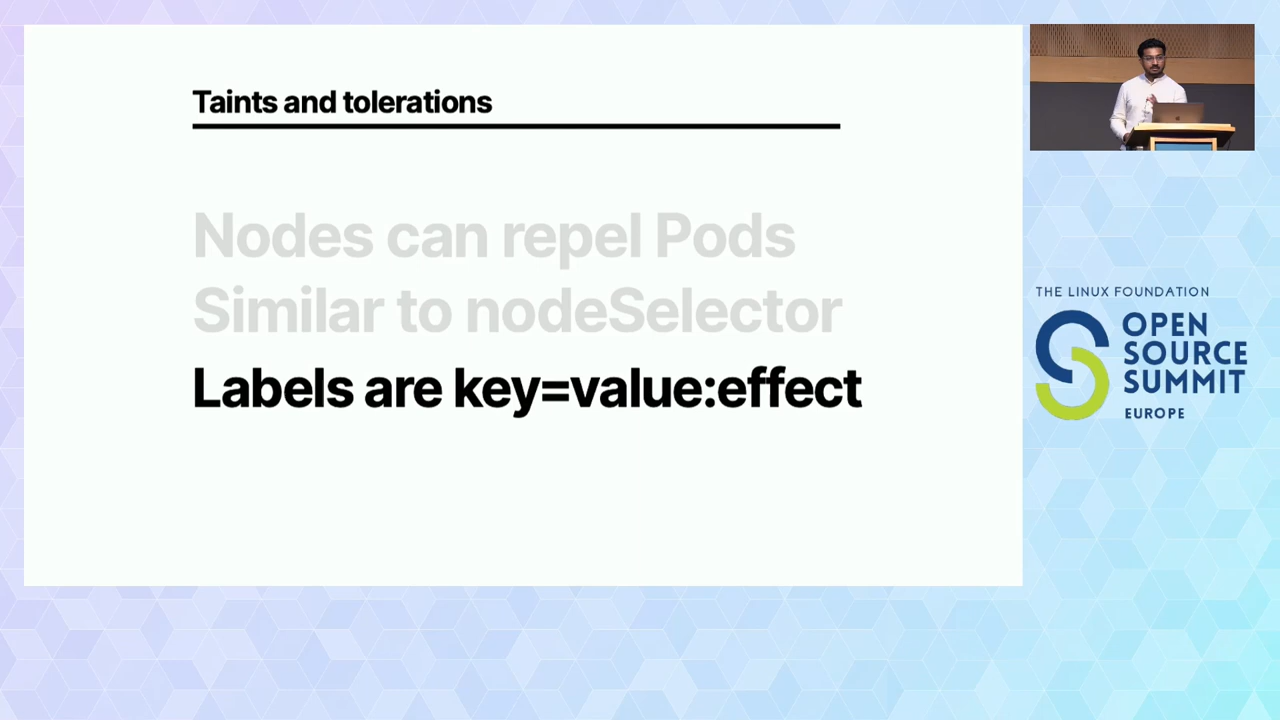 Taints and tolerations
Nodes can repel Pods
Similar to nodeSelector
Labels are key=value:effect
THE LINUX FOUNDATION
OPEN
SOURCE
SUMMIT
EUROPE